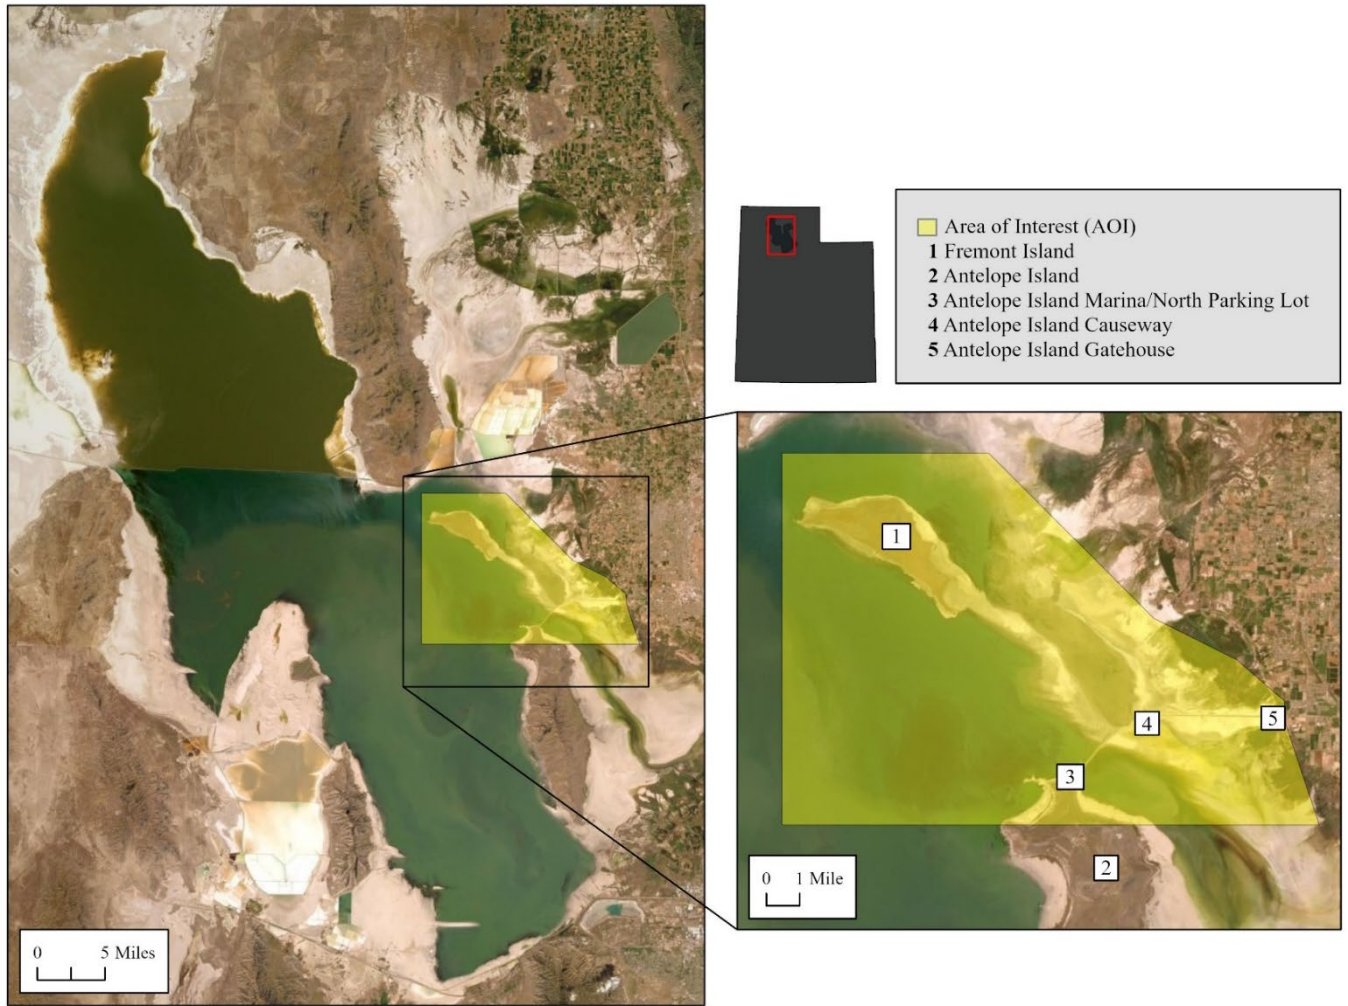 Area of Interest (AOI)
1 Fremont Island
2 Antelope Island
3 Antelope Island Marina/North Parking Lot
4 Antelope Island Causeway
5 Antelope Island Gatehouse
1
4
5
3
2
0 1 Mile
0 5 Miles